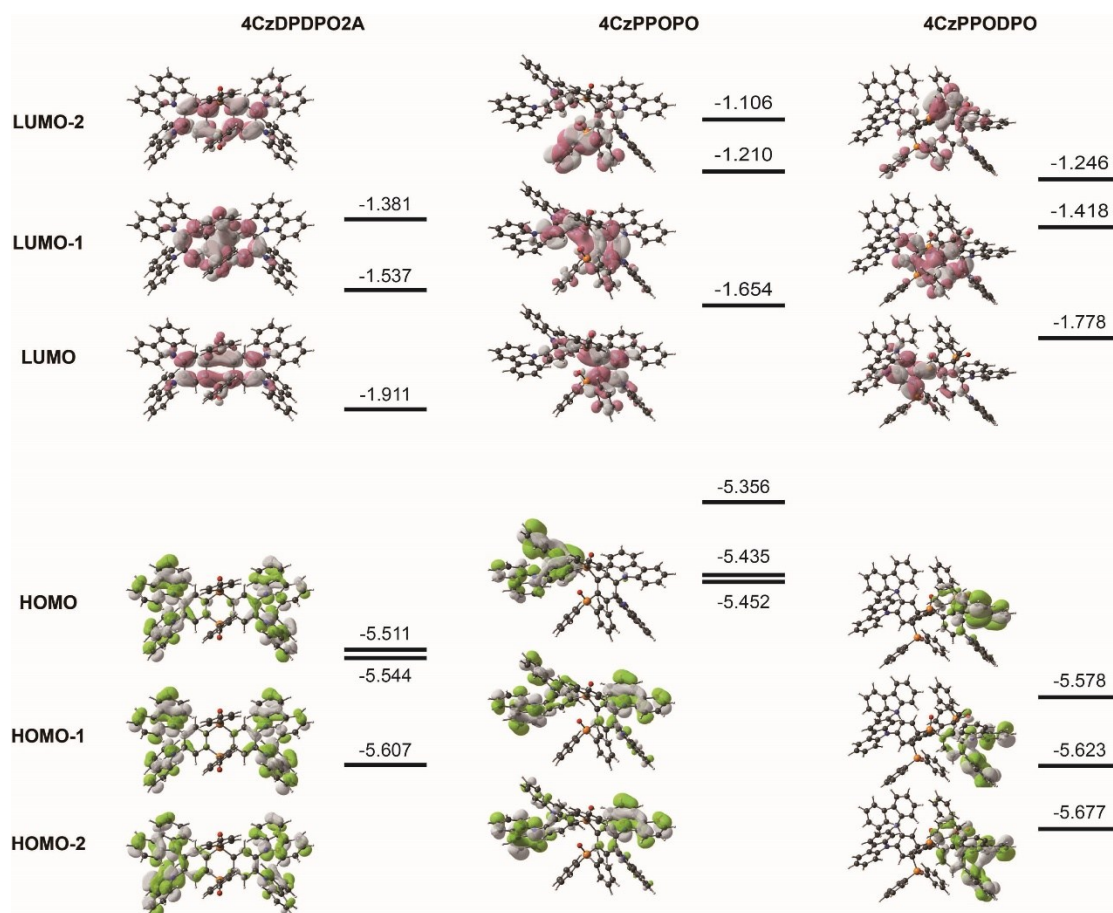 4CzDPDPO2A 4CzPPOPO 4CzPPODPO
LUMO-2
-1.106
-1.210
-1.246
LUMO-1
-1.381
-1.418
-1.537
-1.654
LUMO
-1.778
-1.911
-5.356
HOMO
-5.435
-5.452
-5.511
-5.544
-5.578
HOMO-1
-5.607
-5.623
-5.677
HOMO-2